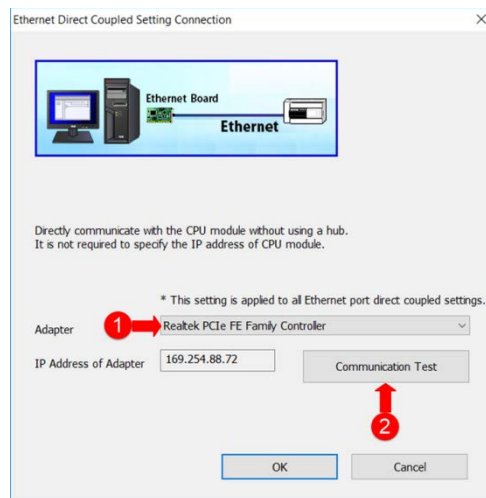 Ethernet Direct Coupled Setting Connection
Ethernet Board
Ethernet
Directly communicate with the CPU module without using a hub.
It is not required to specify the IP address of CPU module.
* This setting is applied to all Ethernet port direct coupled settings.
Adapter 1 Realtek PCIe FE Family Controller
IP Address of Adapter 169.254.88.72 Communication Test
2
OK Cancel